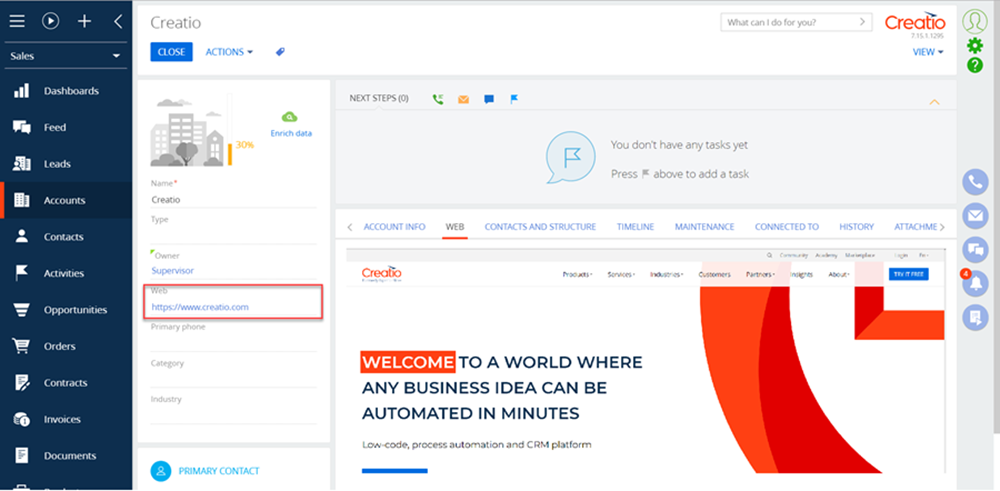 Sales
Dashboards
Feed
Leads
Accounts
Contacts
Activities
Opportunities
Orders
Contracts
Invoices
Documents
Creatio
What can I do for you?
Creatio
7.15.1.1295
CLOSE
ACTIONS
VIEW
30%
Enrich data
Name*
Creatio
Type
Owner
Supervisor
Web
https://www.creatio.com
Primary phone
Category
Industry
PRIMARY CONTACT
NEXT STEPS (0)
You don't have any tasks yet
Press above to add a task
ACCOUNT INFO WEB CONTACTS AND STRUCTURE TIMELINE MAINTENANCE CONNECTED TO HISTORY ATTACHME
Community Academy Marketplace Login
Creatio
Products Services Industries Customers Partners Insights About TRY IT FREE
WELCOME TO A WORLD WHERE
ANY BUSINESS IDEA CAN BE
AUTOMATED IN MINUTES
Low-code, process automation and CRM platform
4